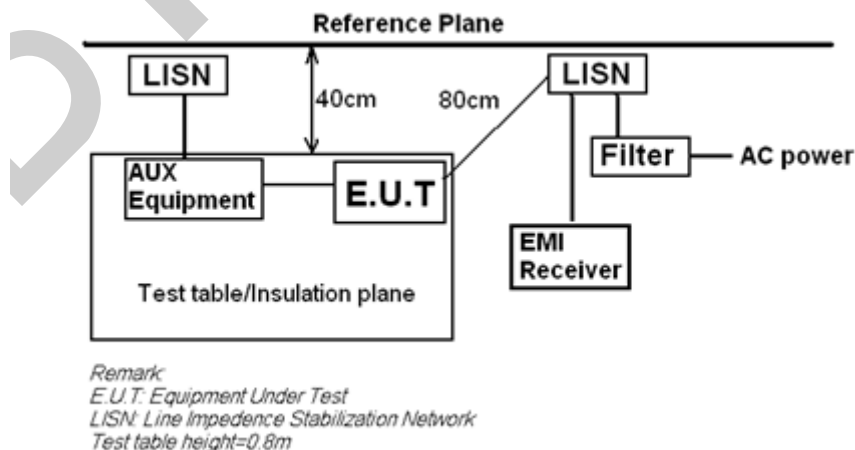 Reference Plane
LISN
40cm
80cm
LISN
AUX
Equipment
E.U.T
Filter
AC power
EMI
Receiver
Test table/Insulation plane
Remark
E.U.T: Equipment Under Test
LISN: Line Impedence Stabilization Network
Test table height=0.8m